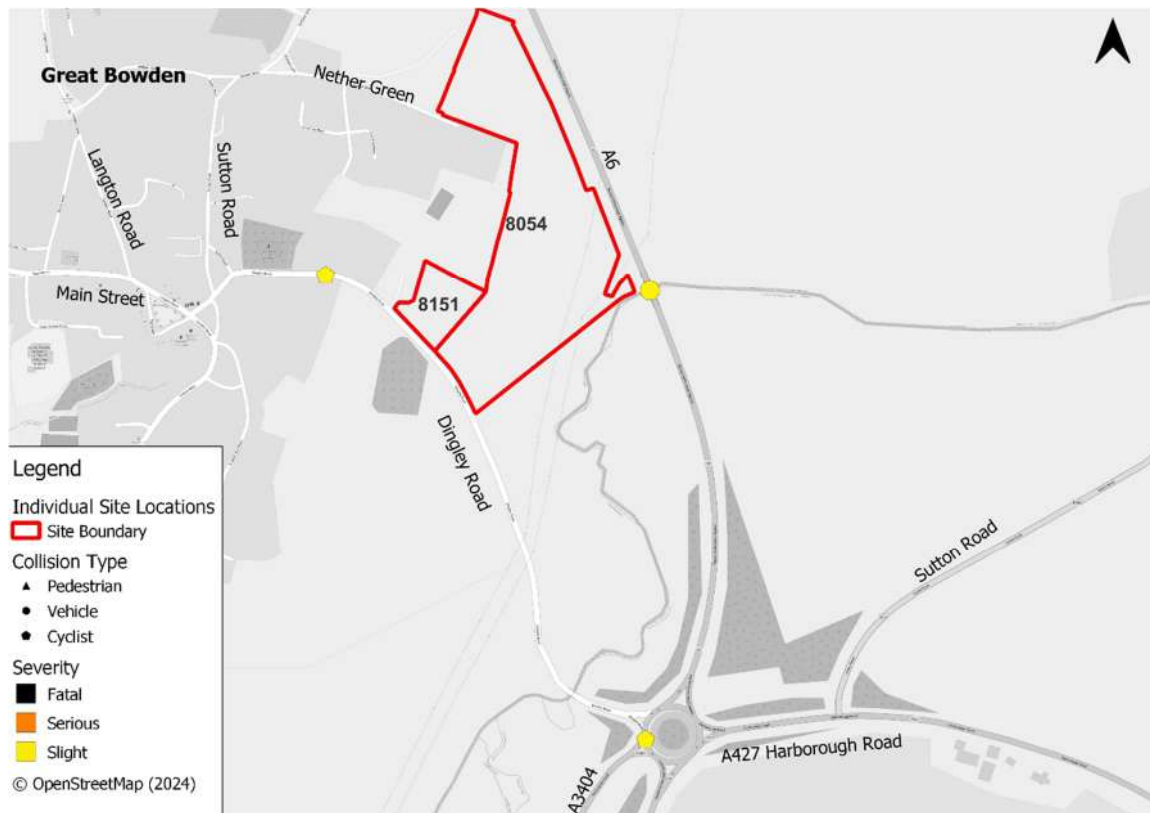 Great Bowden
Nether Green
Langton Road
Sutton Road
A6
8054
8151
Main Street
Dingley Road
Sutton Road
A427 Harborough Road
A3404
Legend
Individual Site Locations
Site Boundary
Collision Type
Pedestrian
Vehicle
Cyclist
Severity
Fatal
Serious
Slight
© OpenStreetMap (2024)